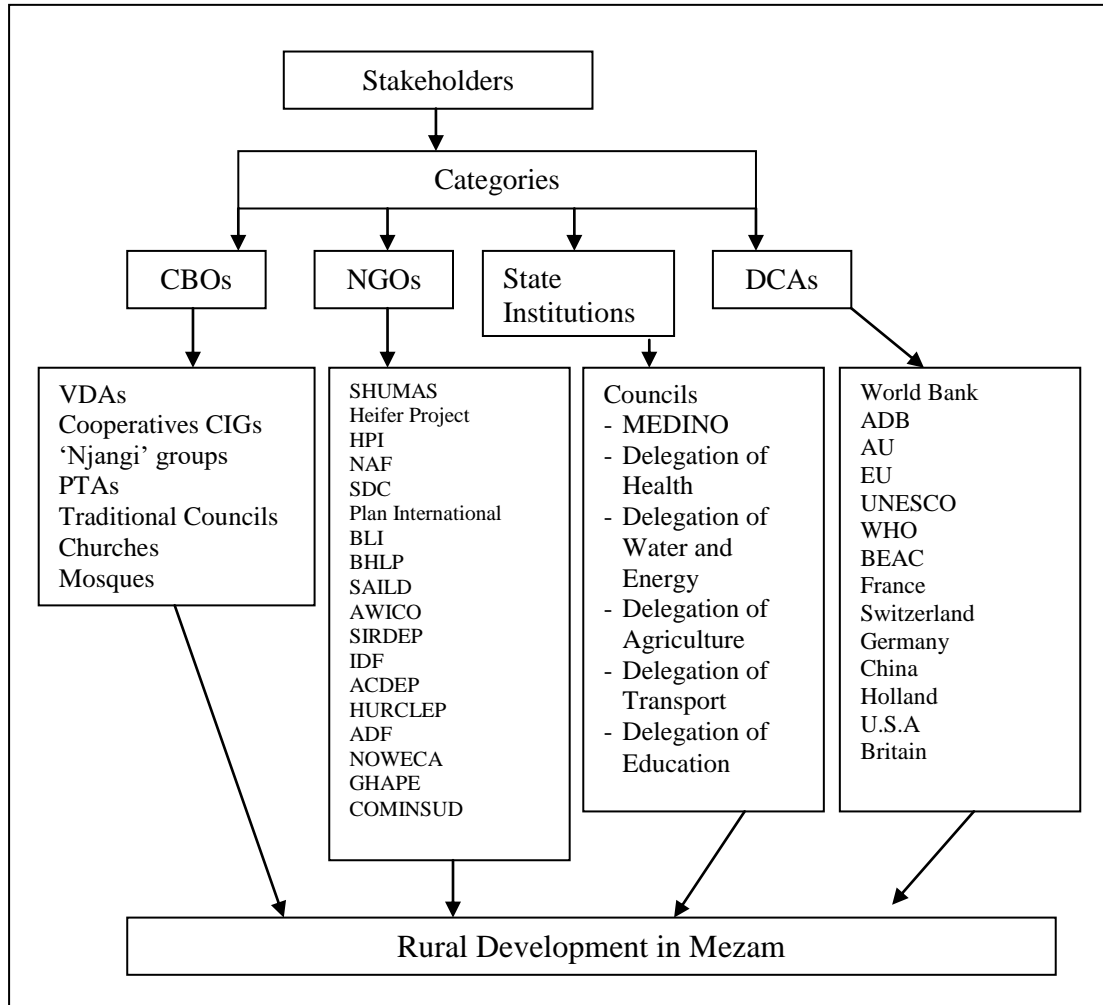 Stakeholders
Categories
CBOs
NGOs
State
Institutions
DCAs
VDAs
Cooperatives CIGs
‘Njangi’ groups
PTAs
Traditional Councils
Churches
Mosques
SHUMAS
Heifer Project
HPI
NAF
SDC
Plan International
BLI
BHLP
SAILD
AWICO
SIRDEP
IDF
ACDEP
HURCLEP
ADF
NOWECA
GHAPE
COMINSUD
Councils
- MEDINO
- Delegation of
Health
- Delegation of
Water and
Energy
- Delegation of
Agriculture
- Delegation of
Transport
- Delegation of
Education
World Bank
ADB
AU
EU
UNESCO
WHO
BEAC
France
Switzerland
Germany
China
Holland
U.S.A
Britain
Rural Development in Mezam